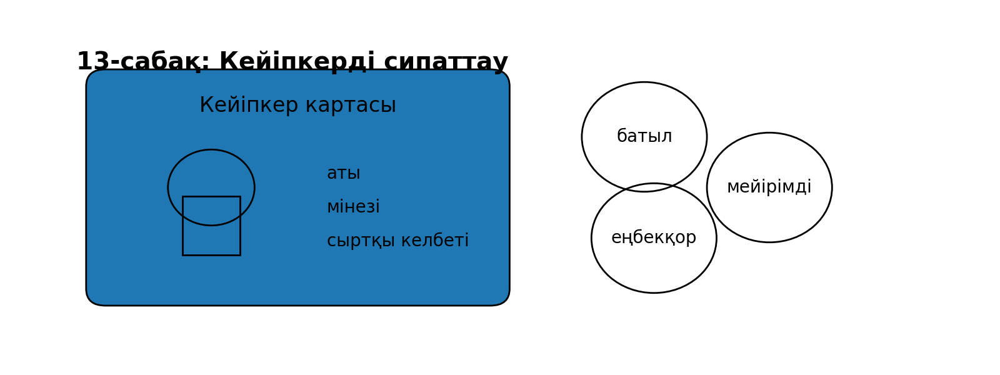 13-сабақ: Кейіпкерді сипаттау
Кейіпкер картасы
аты
мінезі
сыртқы келбеті
батыл
мейірімді
еңбекқор